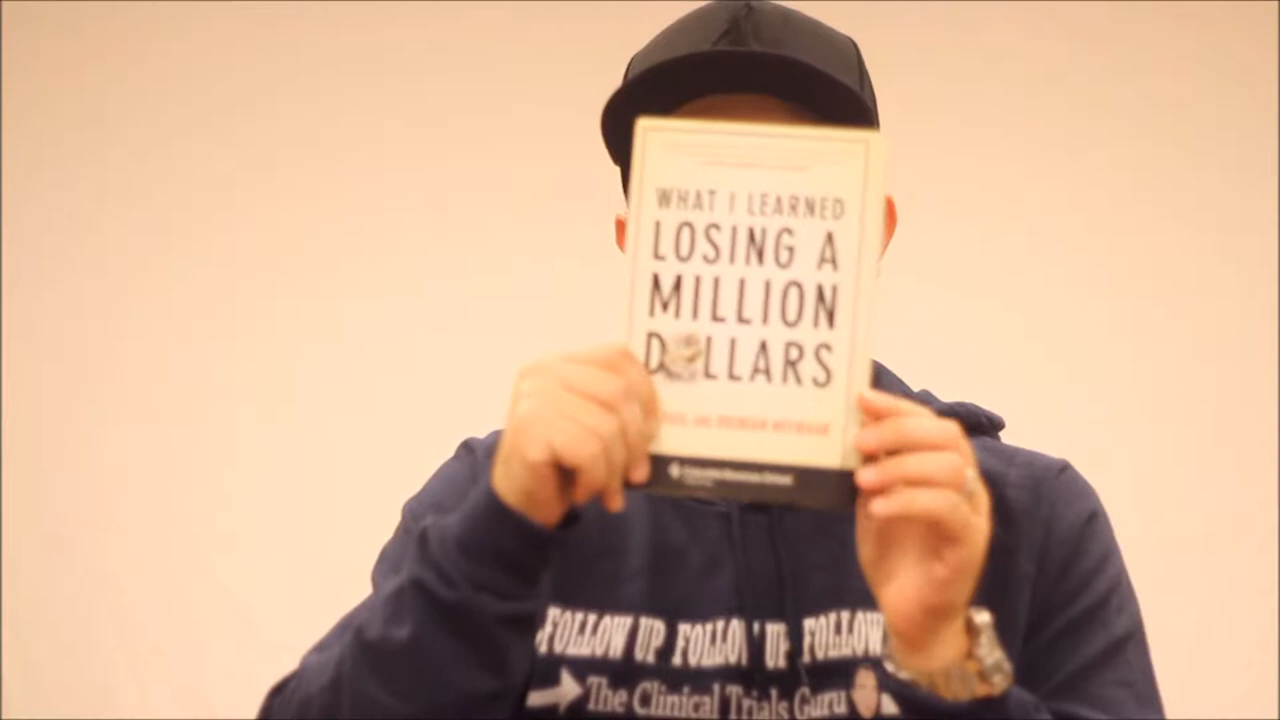 WHAT I LEARNED
LOSING A
MILLION
DOLLARS
FOLLOW UP FOLLOW UP FOLLOW
The Clinical Trials Guru